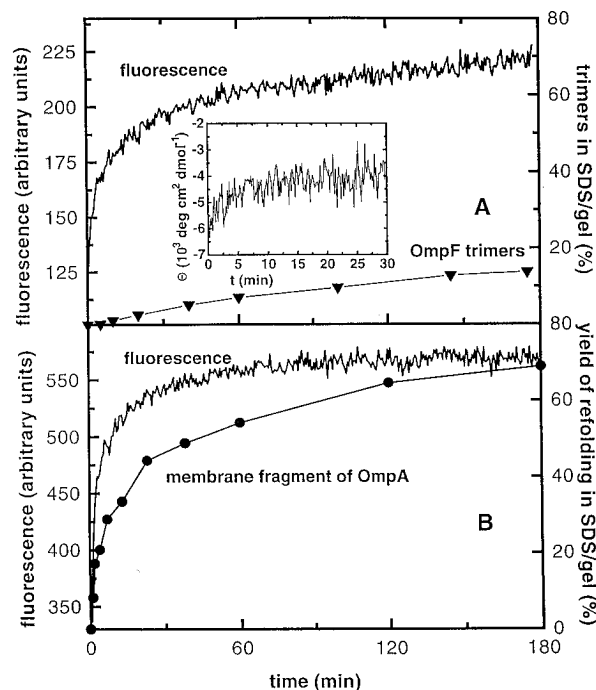 fluorescence (arbitrary units)
225
200
175
150
125
fluorescence
Θ (10³ deg cm² dmol⁻¹)
-2
-3
-4
-5
-6
-7
0 5 10 15 20 25 30
t (min)
A
OmpF trimers
80
60
40
20
0
trimers in SDS/gel (%)
fluorescence (arbitrary units)
550
500
450
400
350
fluorescence
membrane fragment of OmpA
B
80
60
40
20
0
yield of refolding in SDS/gel (%)
0 60 120 180
time (min)